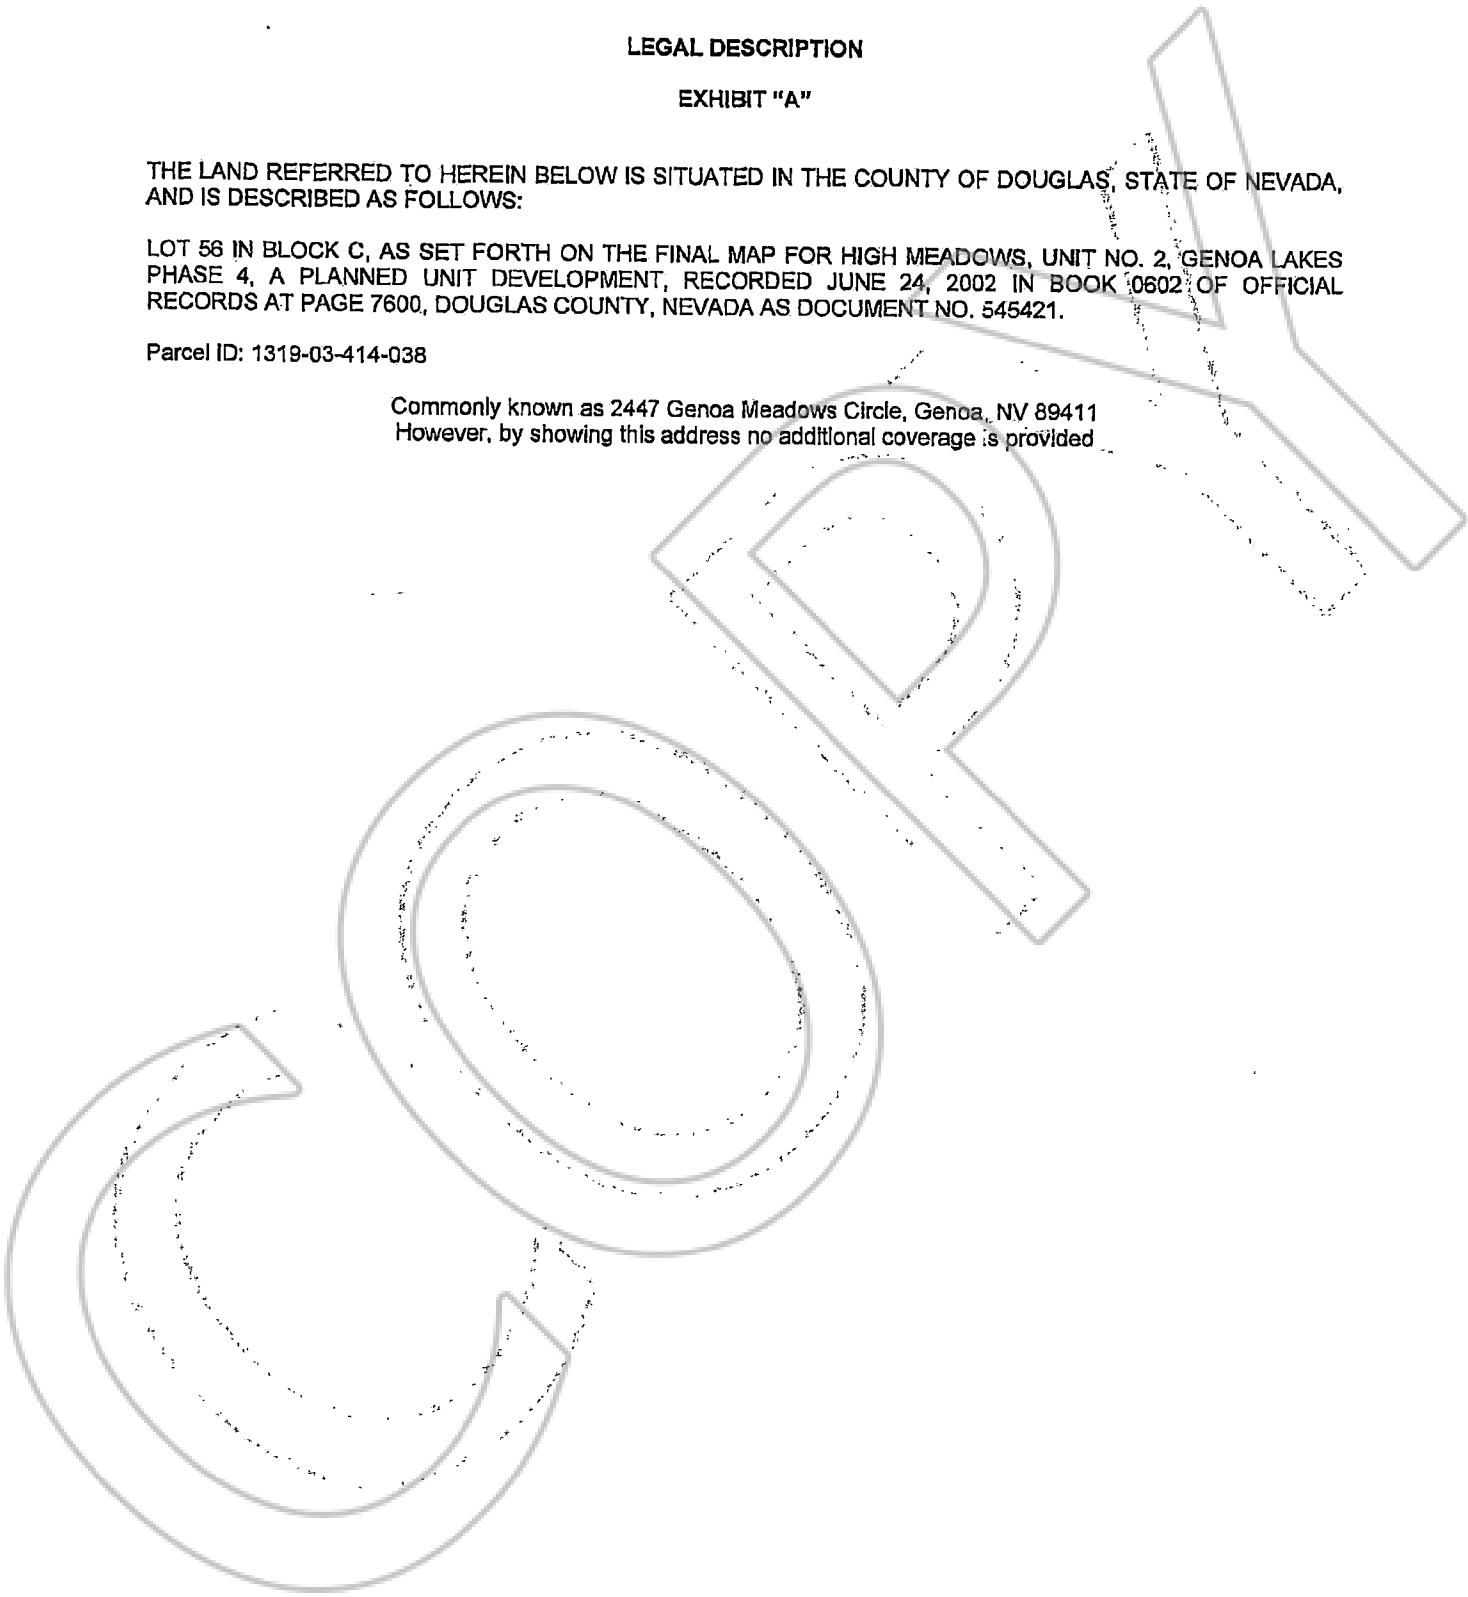 LEGAL DESCRIPTION
EXHIBIT "A"
THE LAND REFERRED TO HEREIN BELOW IS SITUATED IN THE COUNTY OF DOUGLAS, STATE OF NEVADA,
AND IS DESCRIBED AS FOLLOWS:
LOT 56 IN BLOCK C, AS SET FORTH ON THE FINAL MAP FOR HIGH MEADOWS, UNIT NO. 2, GENOA LAKES
PHASE 4, A PLANNED UNIT DEVELOPMENT, RECORDED JUNE 24, 2002 IN BOOK 0602 OF OFFICIAL
RECORDS AT PAGE 7600, DOUGLAS COUNTY, NEVADA AS DOCUMENT NO. 545421.
Parcel ID: 1319-03-414-038
Commonly known as 2447 Genoa Meadows Circle, Genoa, NV 89411
However, by showing this address no additional coverage is provided
COPY